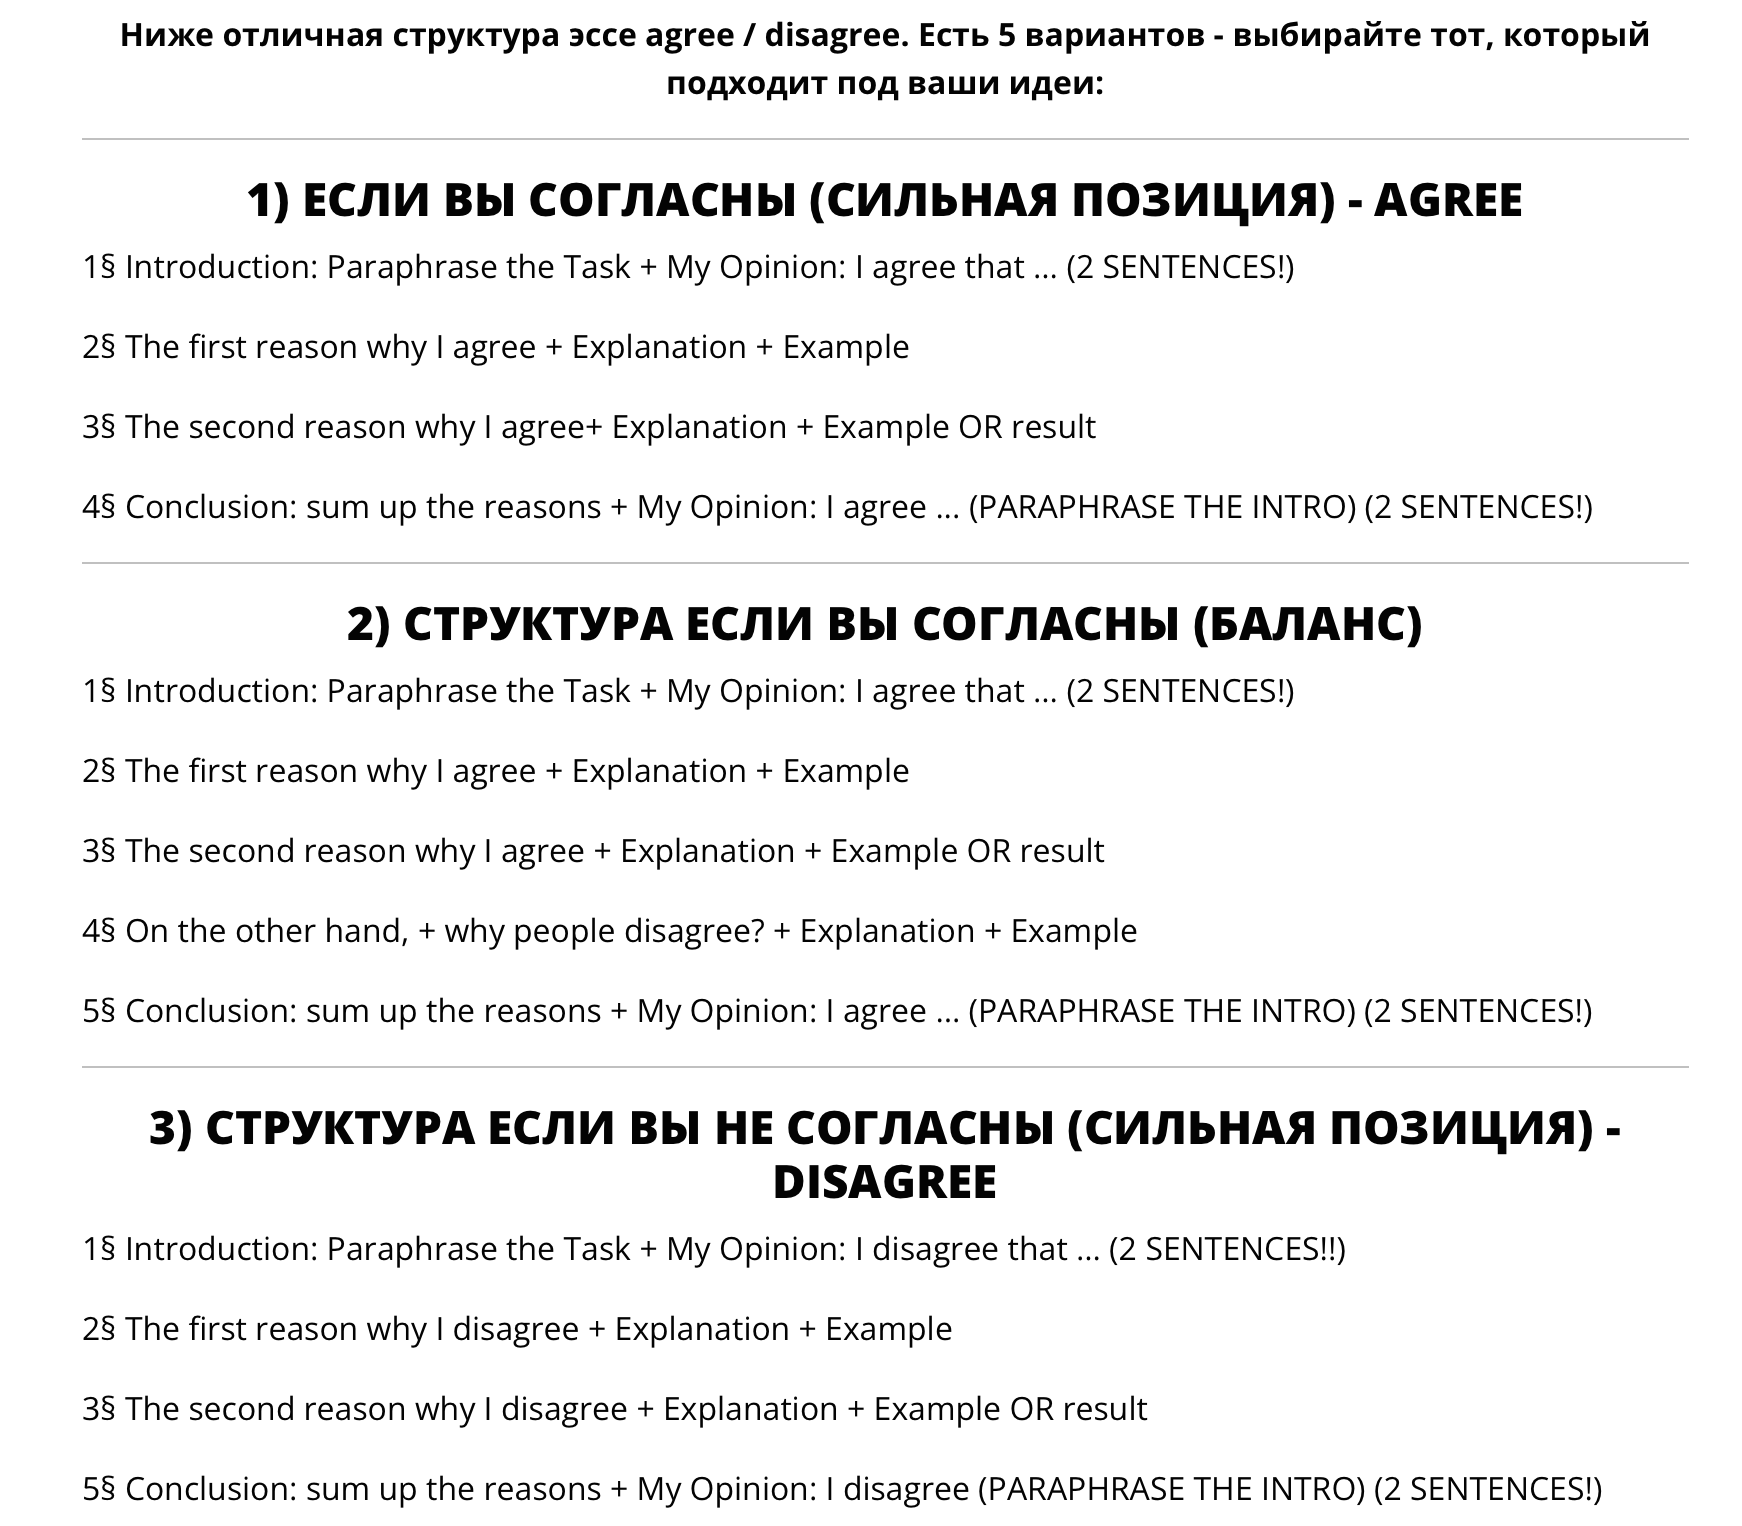 Ниже отличная структура эссе agree / disagree. Есть 5 вариантов - выбирайте тот, который
подходит под ваши идеи:
1) ЕСЛИ ВЫ СОГЛАСНЫ (СИЛЬНАЯ ПОЗИЦИЯ) - AGREE
1§ Introduction: Paraphrase the Task + My Opinion: I agree that ... (2 SENTENCES!)
2§ The first reason why I agree + Explanation + Example
3§ The second reason why I agree+ Explanation + Example OR result
4§ Conclusion: sum up the reasons + My Opinion: I agree ... (PARAPHRASE THE INTRO) (2 SENTENCES!)
2) СТРУКТУРА ЕСЛИ ВЫ СОГЛАСНЫ (БАЛАНС)
1§ Introduction: Paraphrase the Task + My Opinion: I agree that ... (2 SENTENCES!)
2§ The first reason why I agree + Explanation + Example
3§ The second reason why I agree + Explanation + Example OR result
4§ On the other hand, + why people disagree? + Explanation + Example
5§ Conclusion: sum up the reasons + My Opinion: I agree ... (PARAPHRASE THE INTRO) (2 SENTENCES!)
3) СТРУКТУРА ЕСЛИ ВЫ НЕ СОГЛАСНЫ (СИЛЬНАЯ ПОЗИЦИЯ) -
DISAGREE
1§ Introduction: Paraphrase the Task + My Opinion: I disagree that ... (2 SENTENCES!!)
2§ The first reason why I disagree + Explanation + Example
3§ The second reason why I disagree + Explanation + Example OR result
5§ Conclusion: sum up the reasons + My Opinion: I disagree (PARAPHRASE THE INTRO) (2 SENTENCES!)